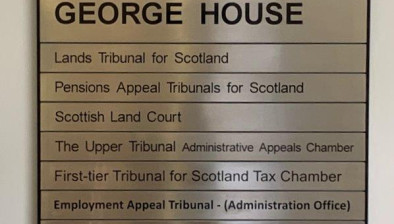 GEORGE HOUSE
Lands Tribunal for Scotland
Pensions Appeal Tribunals for Scotland
Scottish Land Court
The Upper Tribunal Administrative Appeals Chamber
First-tier Tribunal for Scotland Tax Chamber
Employment Appeal Tribunal - (Administration Office)